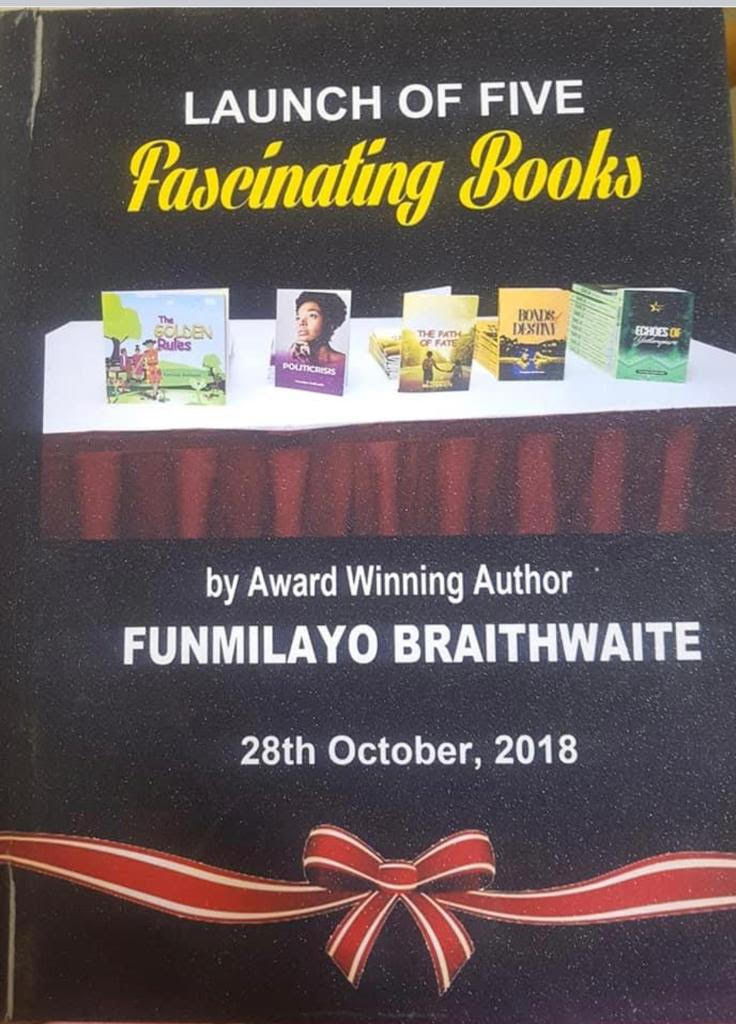 LAUNCH OF FIVE
Fascinating Books
The
GOLDEN
Rules
POLITICRISIS
THE PATH
OF FATE
BONDS OF
DESTINY
ECHOES OF
by Award Winning Author
FUNMILAYO BRAITHWAITE
28th October, 2018